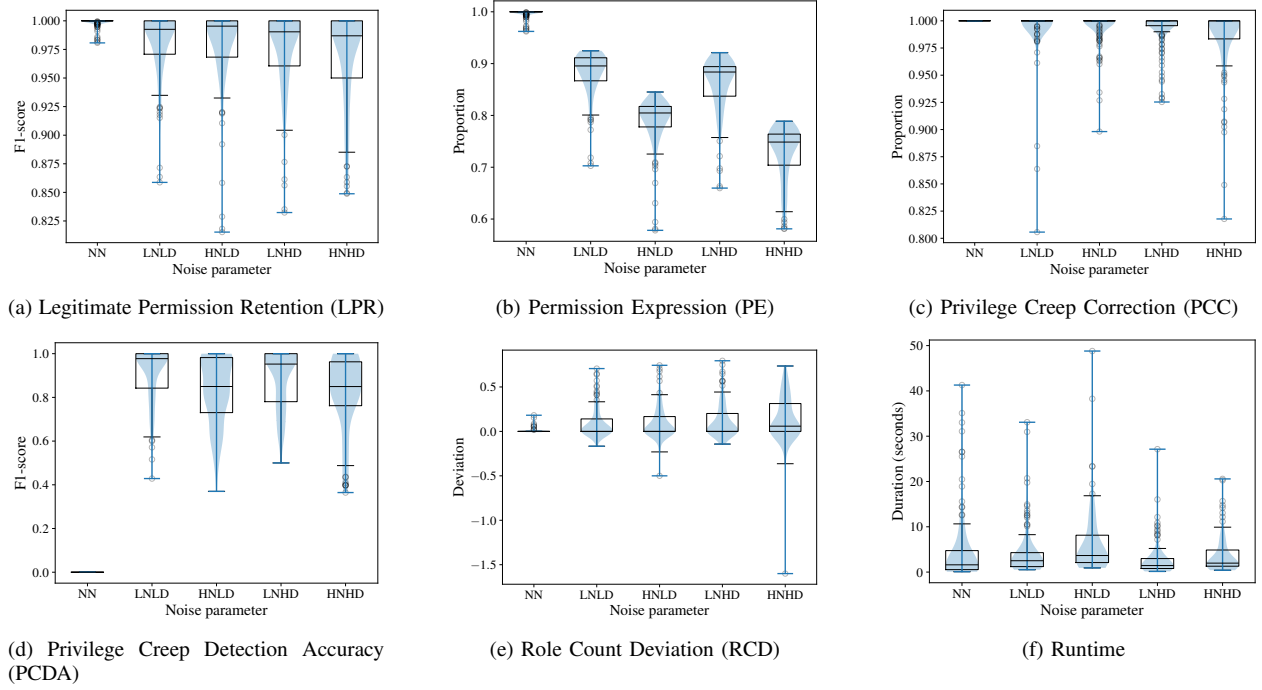 1.000
0.975
0.950
0.925
0.900
0.875
0.850
0.825
F1-score
NN LNLD HNLD LNHD HNHD
Noise parameter
(a) Legitimate Permission Retention (LPR)
1.0
0.9
0.8
0.7
0.6
Proportion
NN LNLD HNLD LNHD HNHD
Noise parameter
(b) Permission Expression (PE)
1.000
0.975
0.950
0.925
0.900
0.875
0.850
0.825
0.800
Proportion
NN LNLD HNLD LNHD HNHD
Noise parameter
(c) Privilege Creep Correction (PCC)
1.0
0.8
0.6
0.4
0.2
0.0
F1-score
NN LNLD HNLD LNHD HNHD
Noise parameter
(d) Privilege Creep Detection Accuracy
(PCDA)
0.5
0.0
−0.5
−1.0
−1.5
Deviation
NN LNLD HNLD LNHD HNHD
Noise parameter
(e) Role Count Deviation (RCD)
50
40
30
20
10
0
Duration (seconds)
NN LNLD HNLD LNHD HNHD
Noise parameter
(f) Runtime